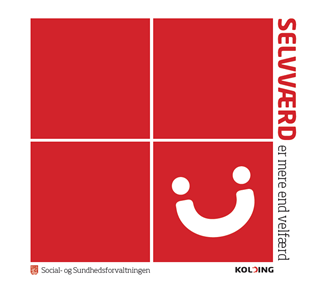 SELVVÆRD er mere end velfærd
Social- og Sundhedsforvaltningen
KOLDING